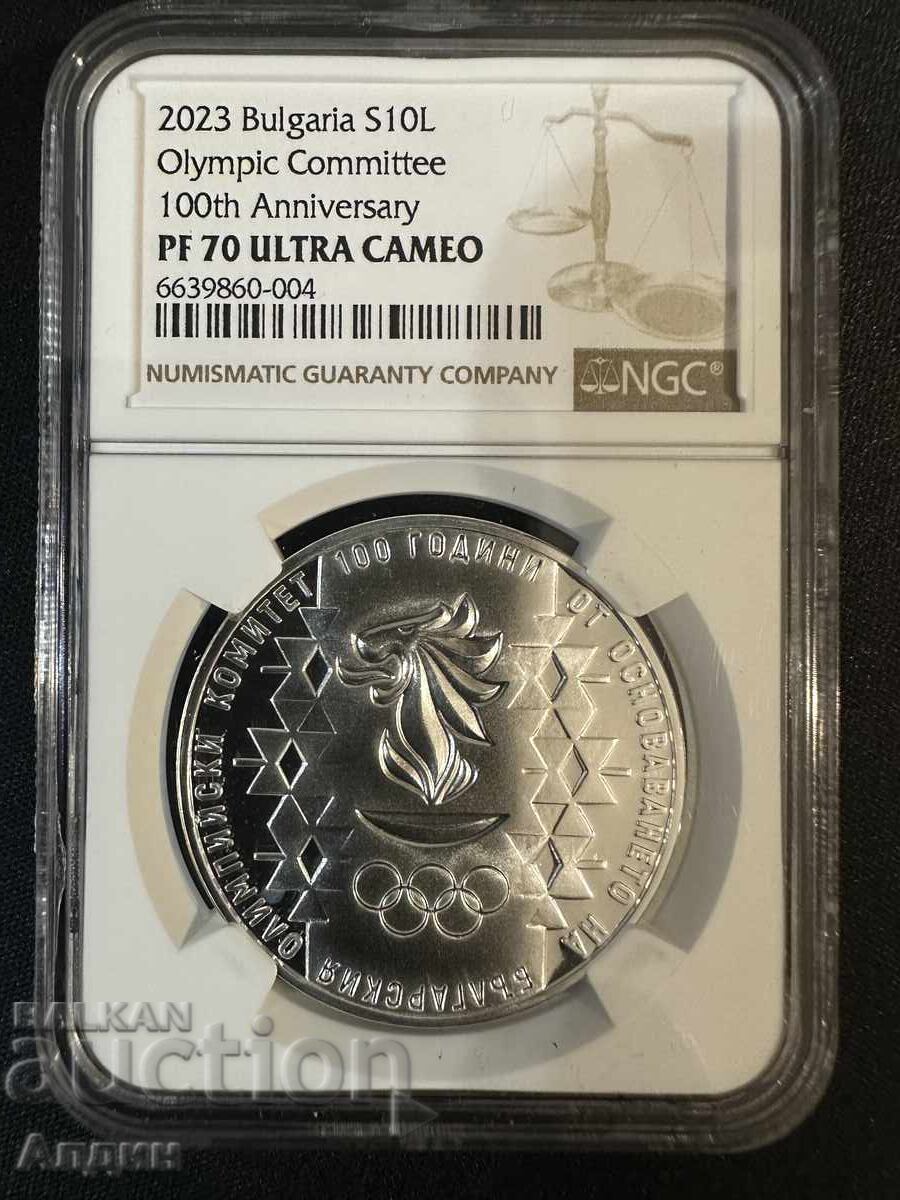 2023 Bulgaria S10L
Olympic Committee
100th Anniversary
PF 70 ULTRA CAMEO
6639860-004
NUMISMATIC GUARANTY COMPANY
NGC®
100 ГОДИНИ ОТ ОСНОВАВАНЕТО НА БЪЛГАРСКИЯ ОЛИМПИЙСКИ КОМИТЕТ
BALKAN
auction
Алдин